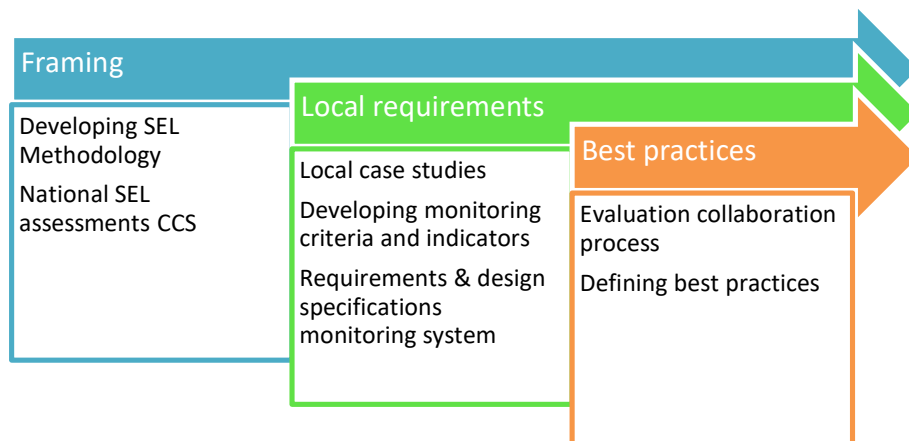 Framing
Developing SEL
Methodology
National SEL
assessments CCS
Local requirements
Local case studies
Developing monitoring
criteria and indicators
Requirements & design
specifications
monitoring system
Best practices
Evaluation collaboration
process
Defining best practices